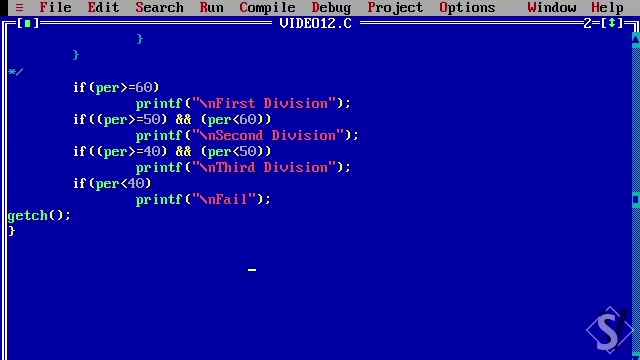 ≡ File Edit Search Run Compile Debug Project Options Window Help
[■] VIDEO12.C 2=[↕]
}
}
*/
if(per>=60)
printf("\nFirst Division");
if((per>=50) && (per<60))
printf("\nSecond Division");
if((per>=40) && (per<50))
printf("\nThird Division");
if(per<40)
printf("\nFail");
getch();
}